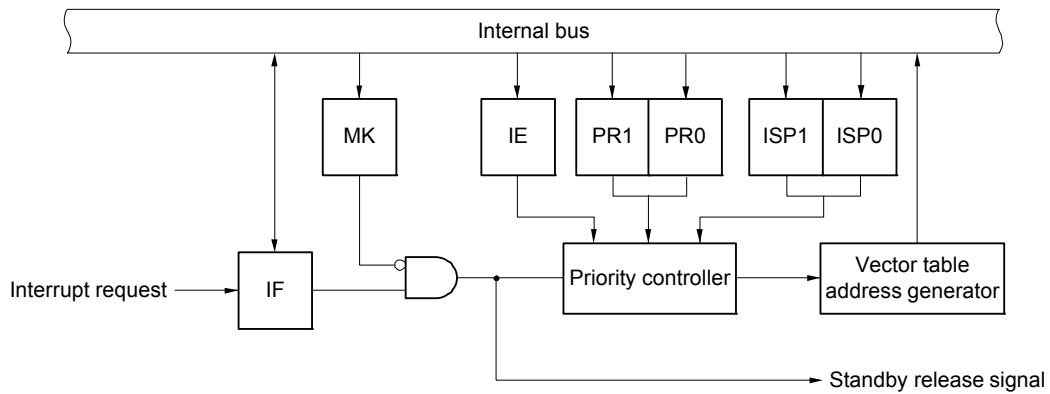 Internal bus
MK
IE
PR1
PR0
ISP1
ISP0
Interrupt request
IF
Priority controller
Vector table
address generator
Standby release signal